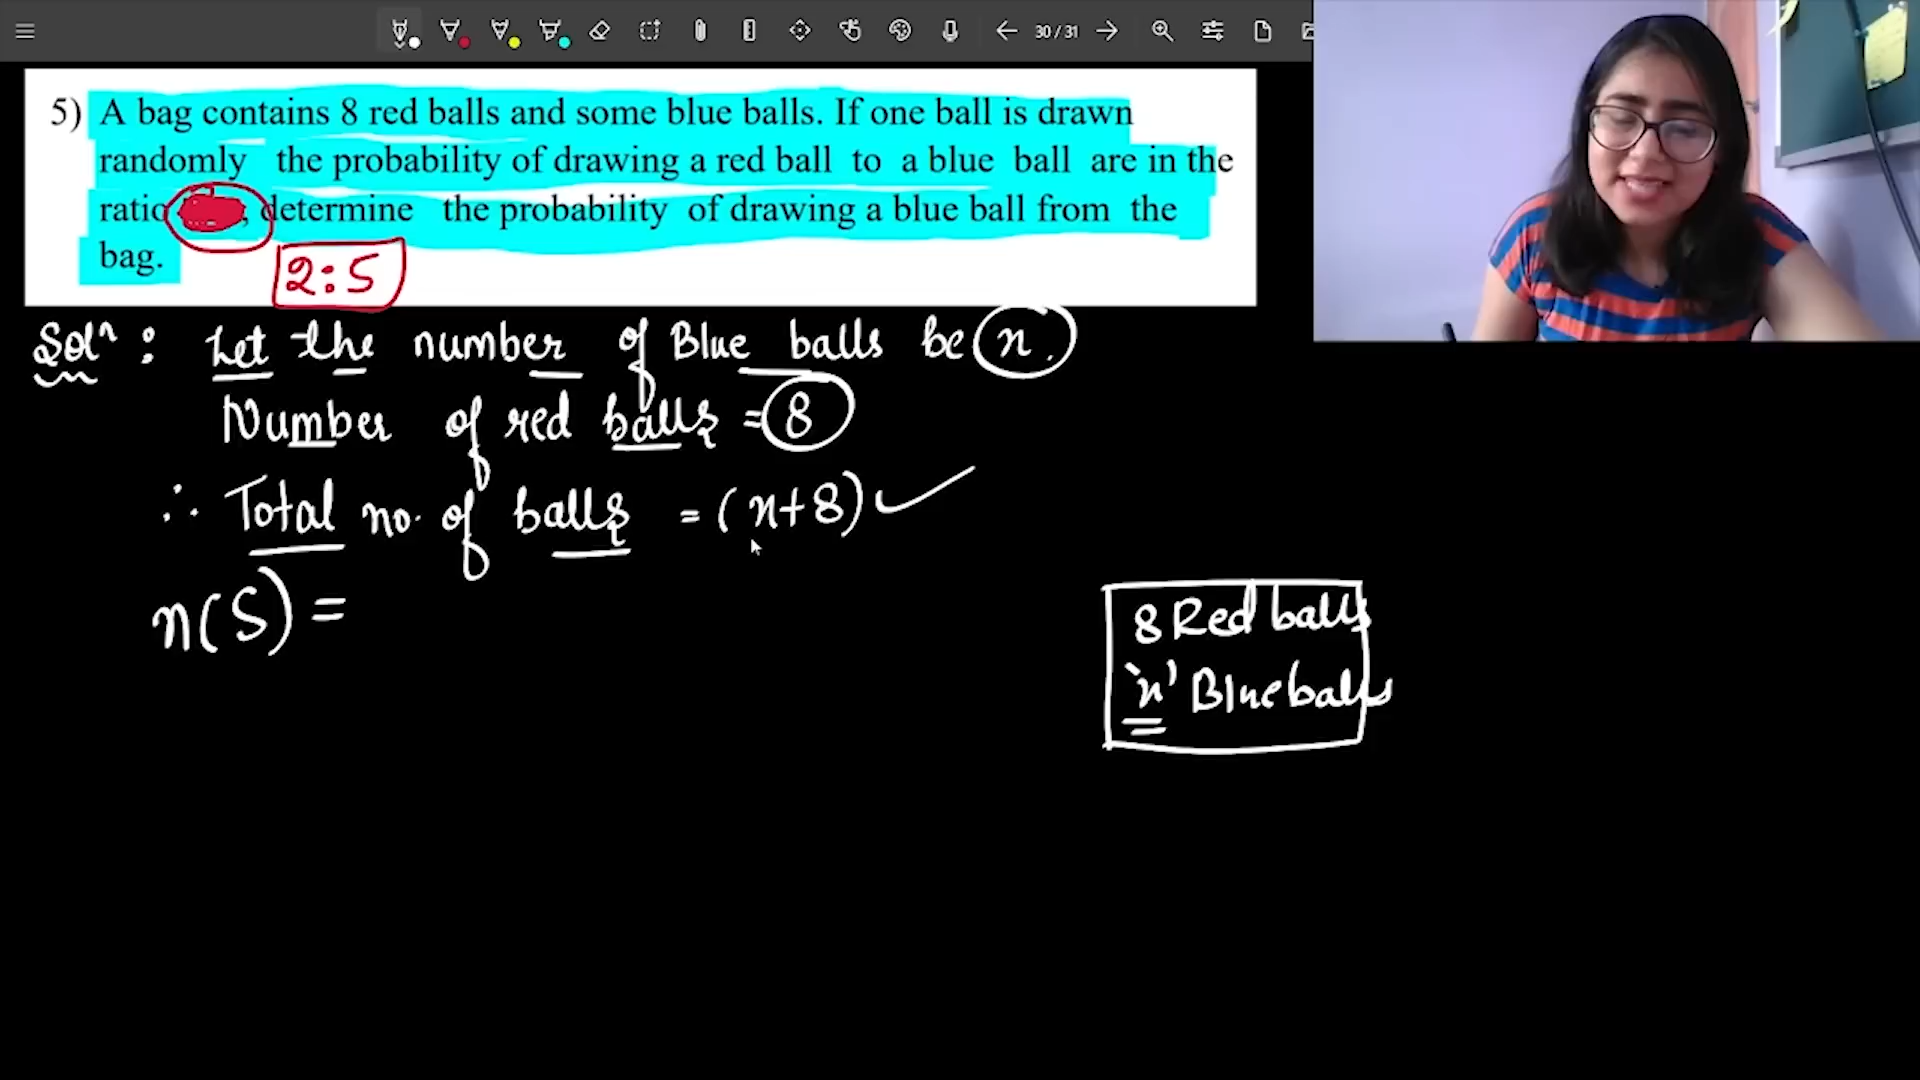 30 / 31
5) A bag contains 8 red balls and some blue balls. If one ball is drawn
randomly the probability of drawing a red ball to a blue ball are in the
ratio ; determine the probability of drawing a blue ball from the
bag.
2:5
Solⁿ : Let the number of Blue balls be n.
Number of red balls = 8
∴ Total no. of balls = (n+8) ✓
n(S) =
8 Red balls
'n' Blue balls